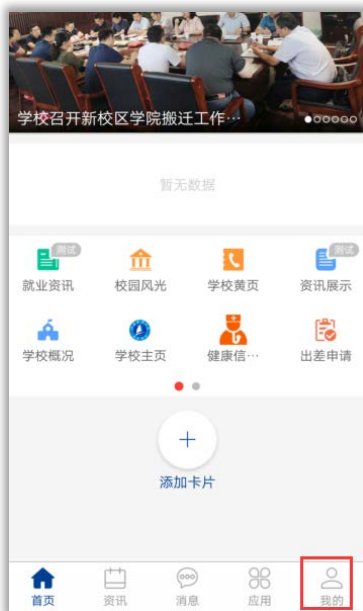 学校召开新校区学院搬迁工作…
暂无数据
测试 测试
就业资讯 校园风光 学校黄页 资讯展示
学校概况 学校主页 健康信… 出差申请
添加卡片
首页 资讯 消息 应用 我的